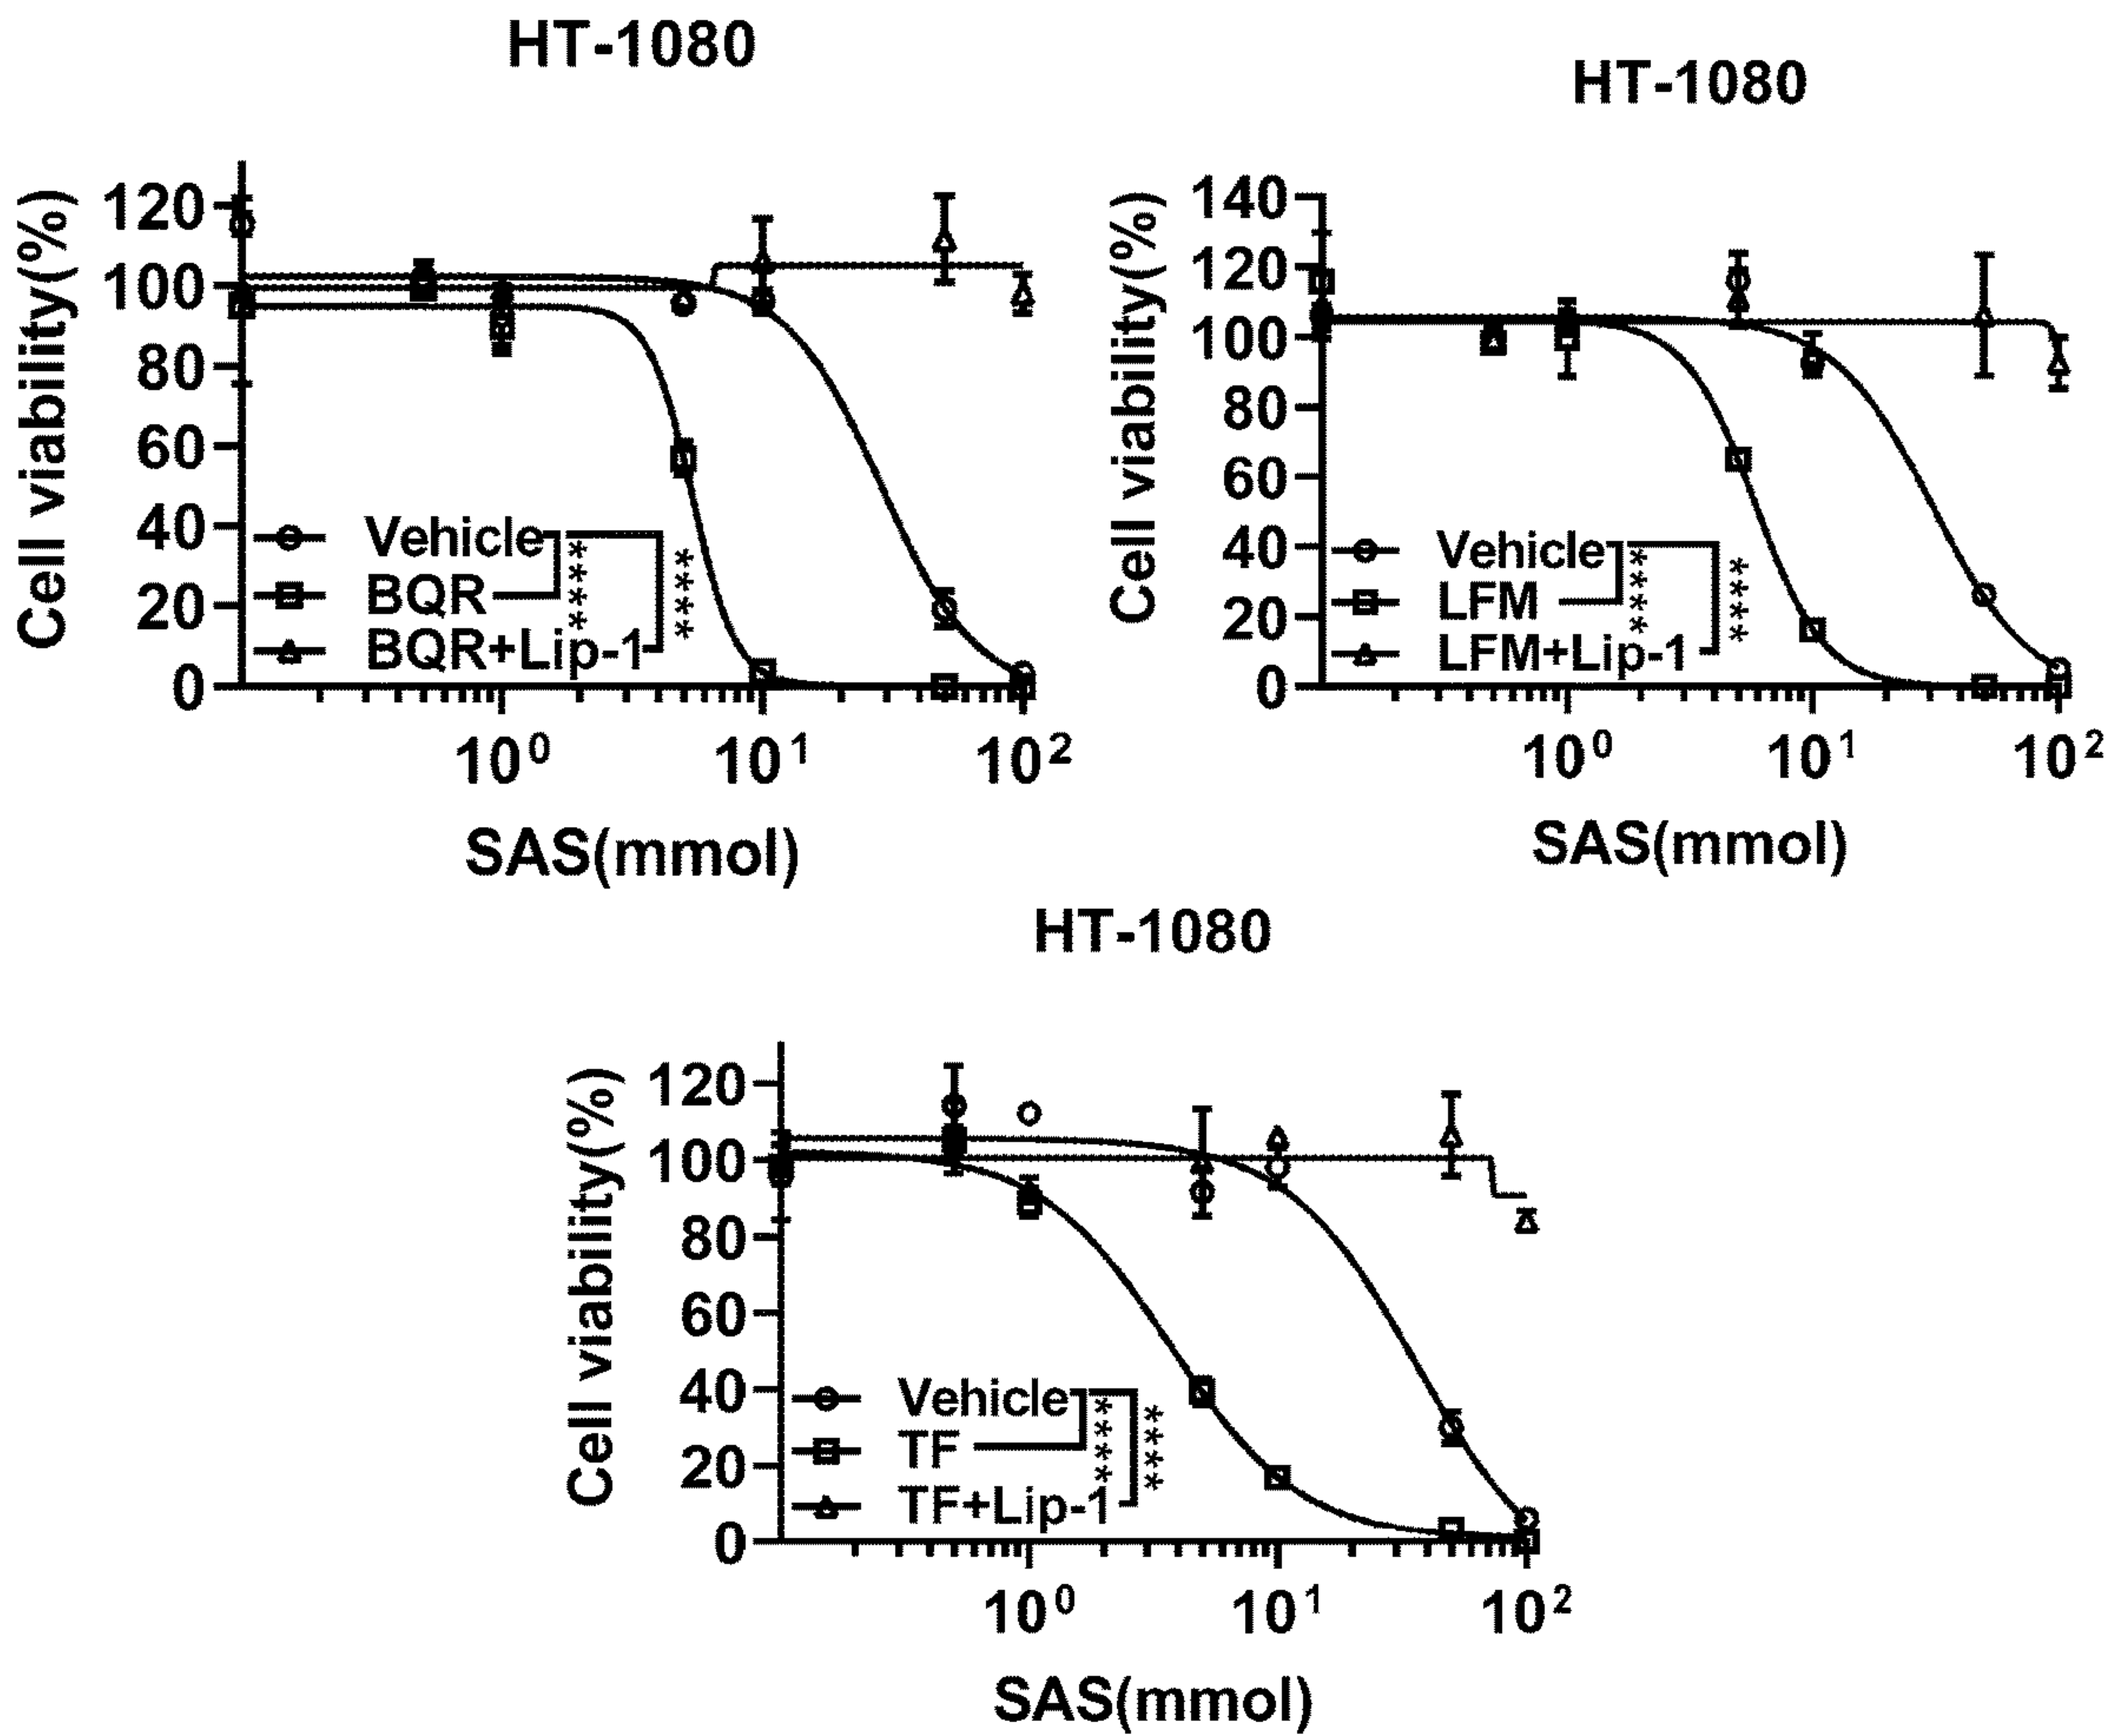 HT-1080
Cell viability(%)
120
100
80
60
40
20
0
Vehicle
BQR
BQR+Lip-1
****
****
10⁰ 10¹ 10²
SAS(mmol)
HT-1080
Cell viability(%)
140
120
100
80
60
40
20
0
Vehicle
LFM
LFM+Lip-1
****
****
10⁰ 10¹ 10²
SAS(mmol)
HT-1080
Cell viability(%)
120
100
80
60
40
20
0
Vehicle
TF
TF+Lip-1
****
****
10⁰ 10¹ 10²
SAS(mmol)